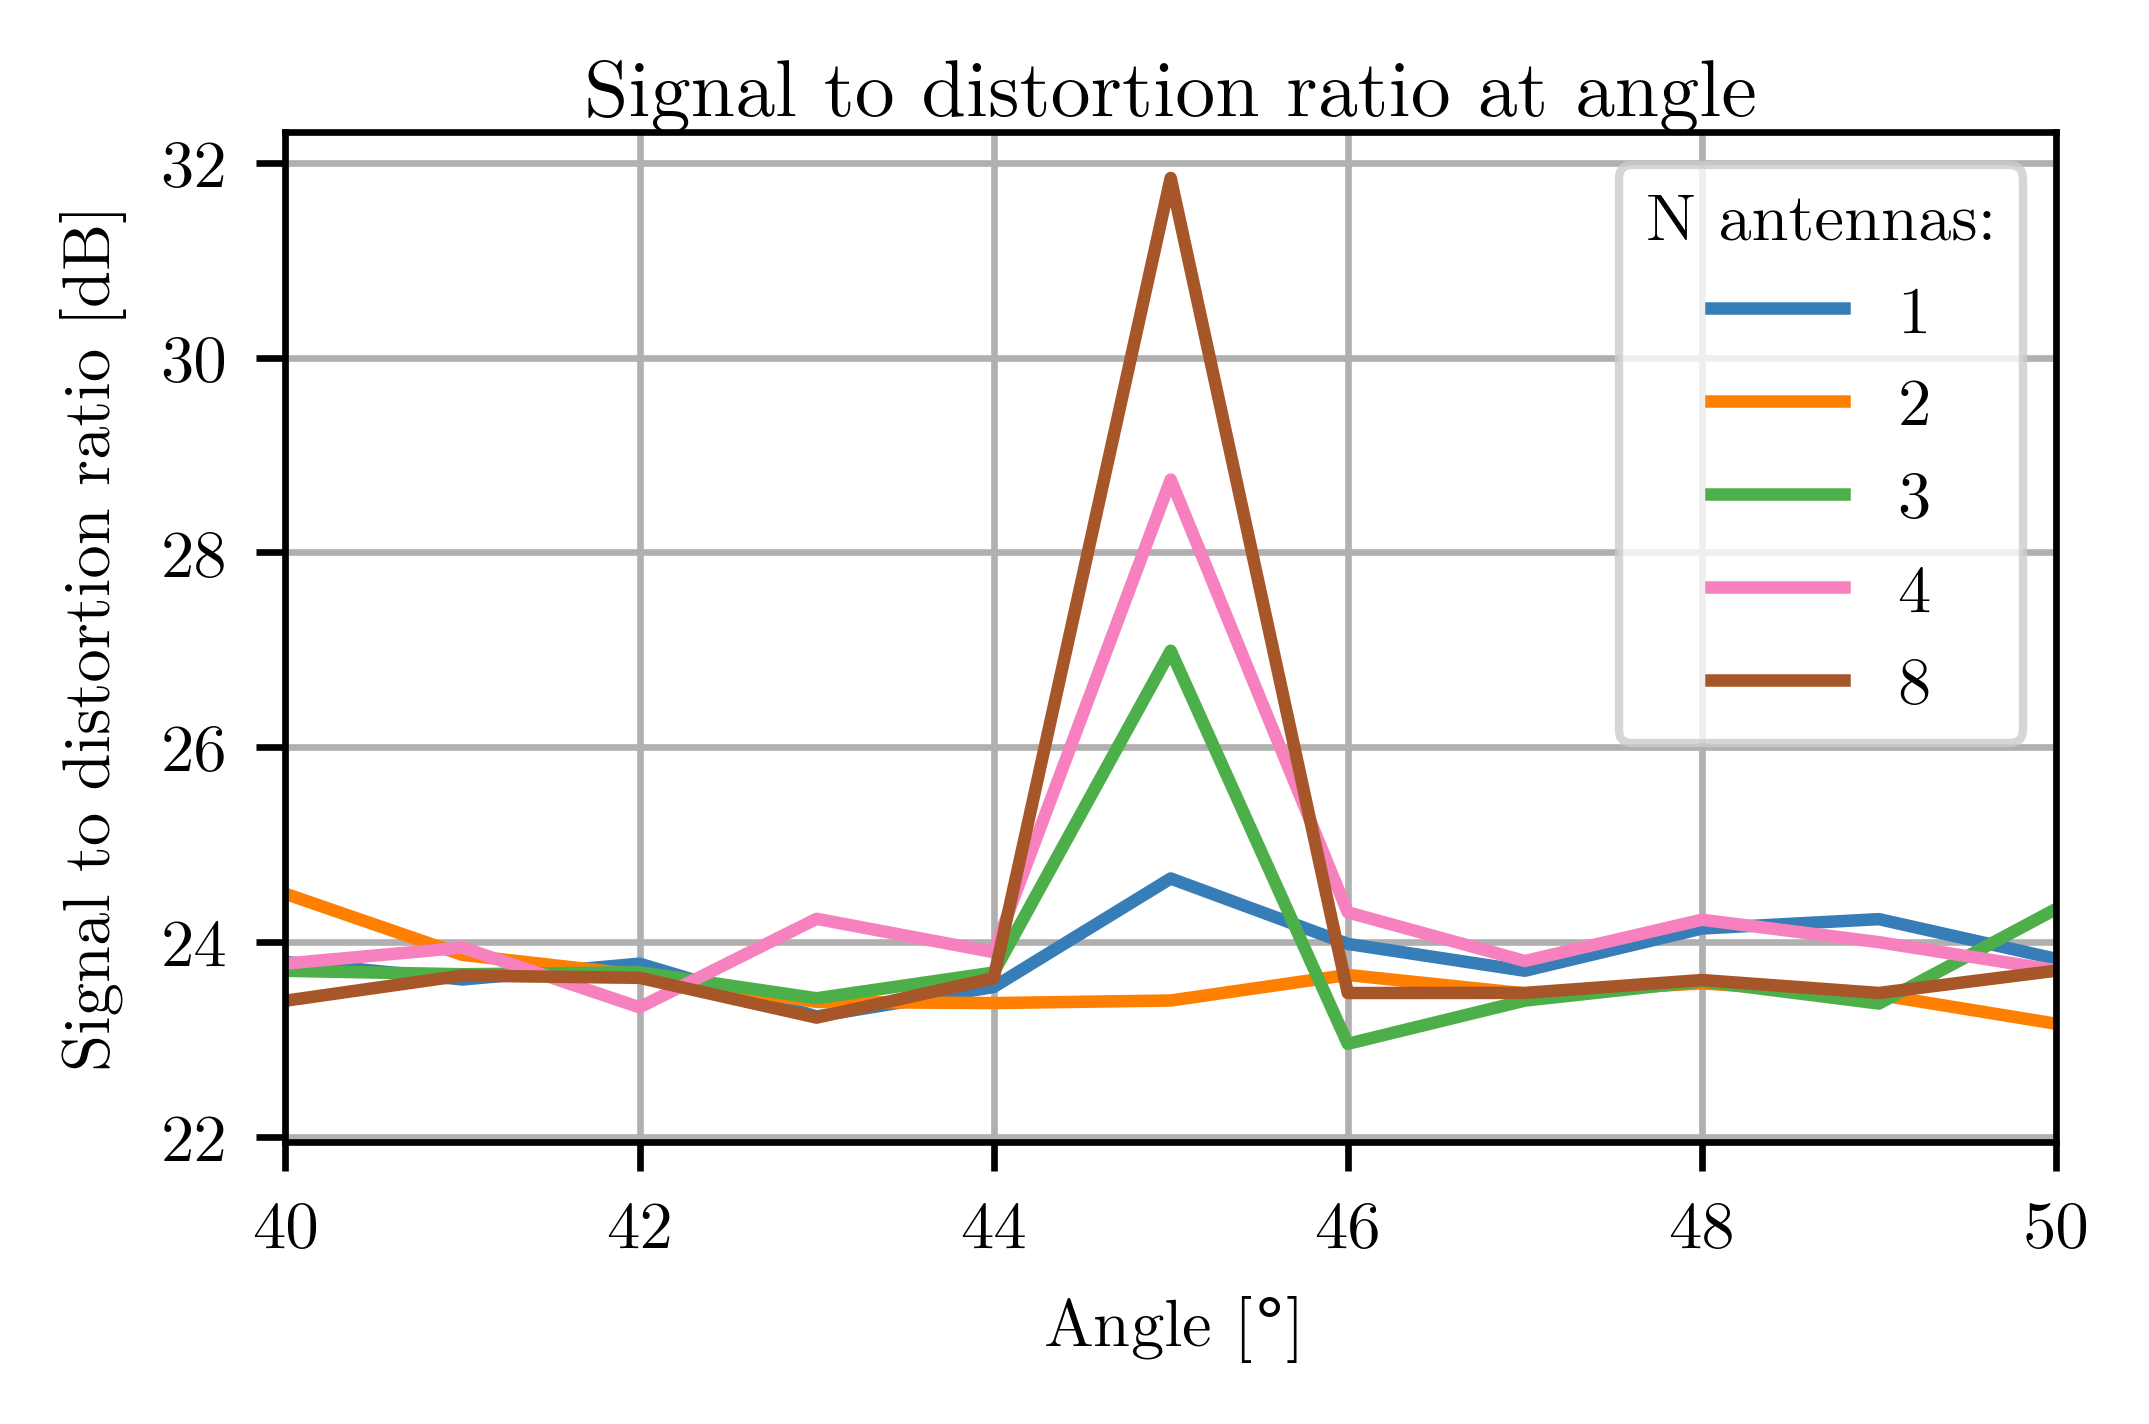 Signal to distortion ratio at angle
Signal to distortion ratio [dB]
32
30
28
26
24
22
40 42 44 46 48 50
Angle [°]
N antennas:
1
2
3
4
8